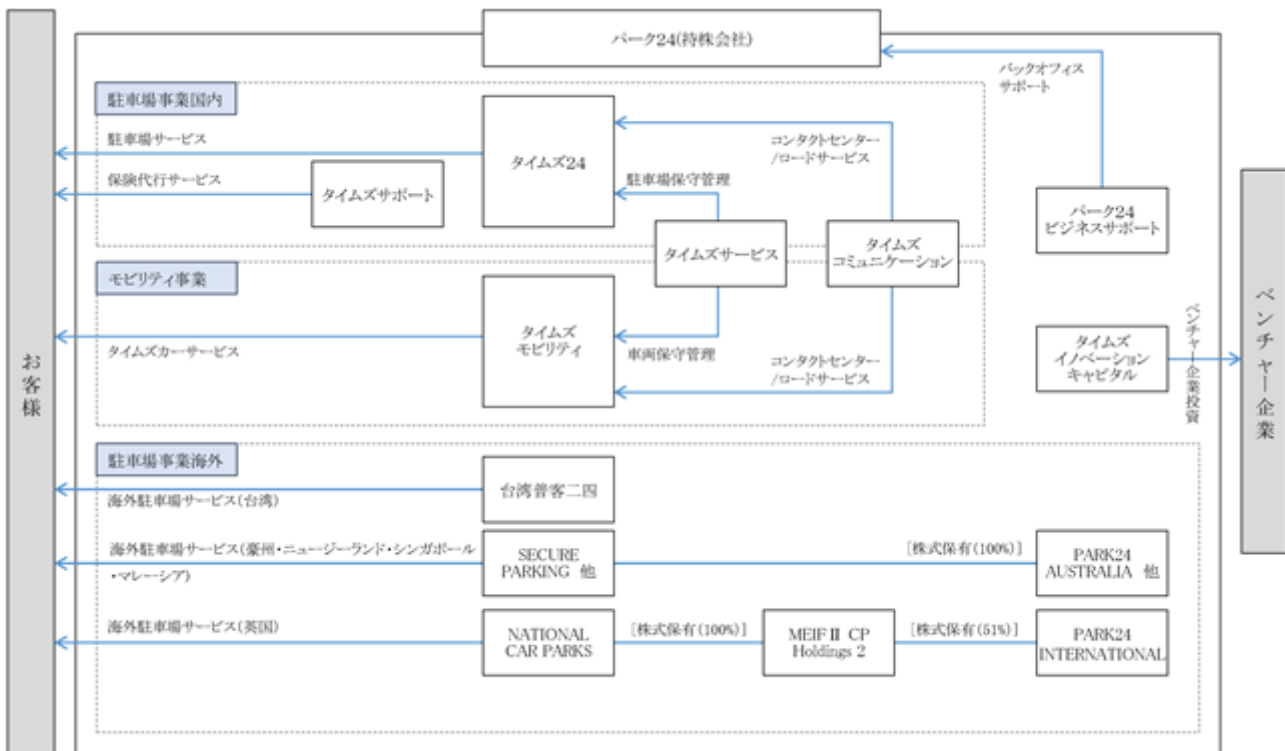 パーク24(持株会社)
バックオフィス
サポート
駐車場事業国内
駐車場サービス
保険代行サービス
タイムズサポート
タイムズ24
コンタクトセンター
/ロードサービス
駐車場保守管理
タイムズサービス
タイムズ
コミュニケーション
パーク24
ビジネスサポート
モビリティ事業
タイムズカーサービス
タイムズ
モビリティ
車両保守管理
コンタクトセンター
/ロードサービス
タイムズ
イノベーション
キャピタル
ベンチャー企業投資
ベンチャー企業
お客様
駐車場事業海外
海外駐車場サービス(台湾)
台湾普客二四
海外駐車場サービス(豪州・ニュージーランド・シンガポール
・マレーシア)
SECURE
PARKING 他
[株式保有(100%)]
PARK24
AUSTRALIA 他
海外駐車場サービス(英国)
NATIONAL
CAR PARKS
[株式保有(100%)]
MEIFⅡ CP
Holdings 2
[株式保有(51%)]
PARK24
INTERNATIONAL